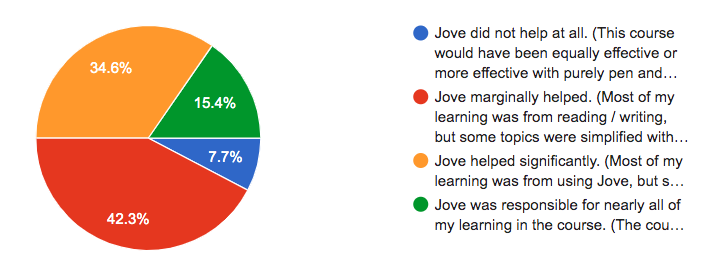 34.6%
15.4%
7.7%
42.3%
Jove did not help at all. (This course
would have been equally effective or
more effective with purely pen and…
Jove marginally helped. (Most of my
learning was from reading / writing,
but some topics were simplified with…
Jove helped significantly. (Most of my
learning was from using Jove, but s…
Jove was responsible for nearly all of
my learning in the course. (The cou…